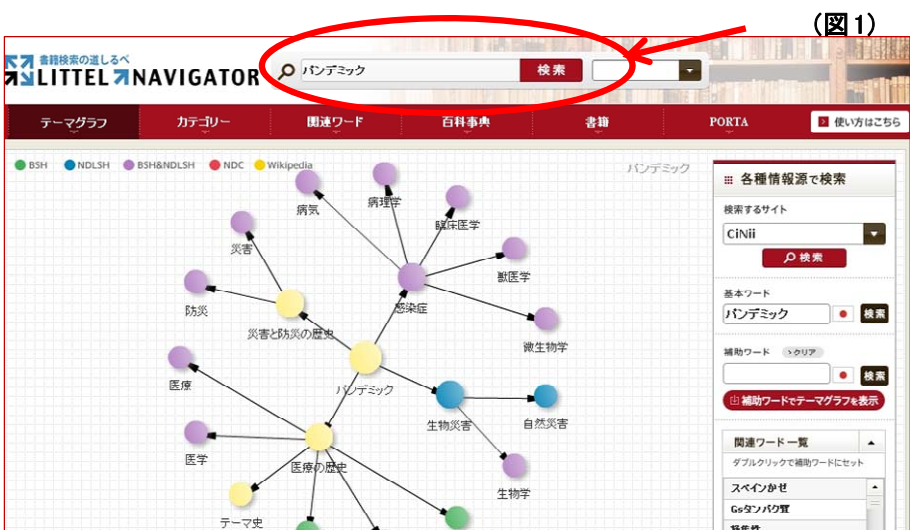 (図1)
書籍検索の道しるべ
LITTEL NAVIGATOR
パンデミック
検索
テーマグラフ カテゴリー 関連ワード 百科事典 書籍 PORTA 使い方はこちら
BSH NDLSH BSH&NDLSH NDC Wikipedia
パンデミック
病気
病理学
臨床医学
災害
獣医学
防災
感染症
災害と防災の歴史
微生物学
医療
パンデミック
生物災害
自然災害
医学
医療の歴史
生物学
テーマ史
各種情報源で検索
検索するサイト
CiNii
検索
基本ワード
パンデミック 検索
補助ワード >クリア
検索
補助ワードでテーマグラフを表示
関連ワード一覧
ダブルクリックで補助ワードにセット
スペインかぜ
Gsタンパク質